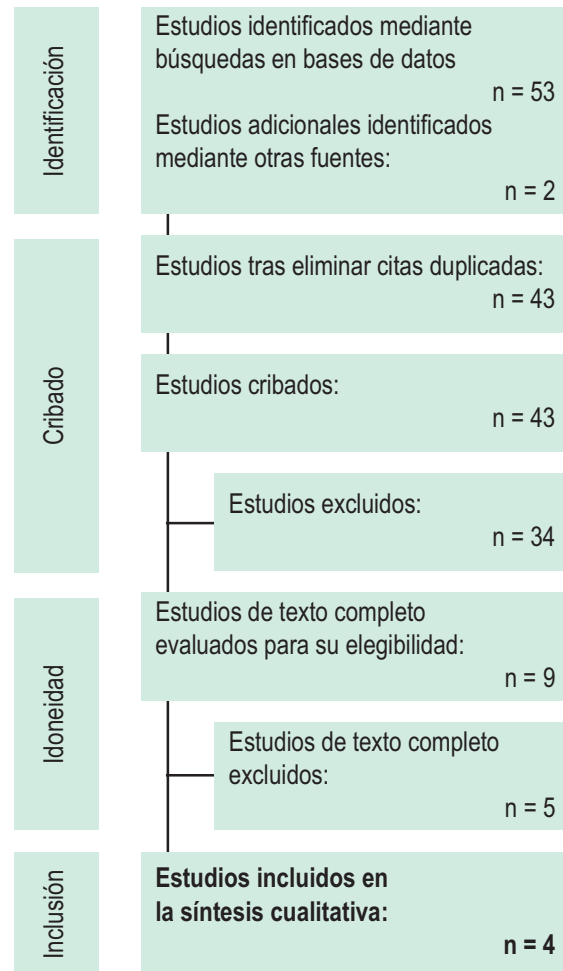 Identificación
Estudios identificados mediante
búsquedas en bases de datos
n = 53
Estudios adicionales identificados
mediante otras fuentes:
n = 2
Cribado
Estudios tras eliminar citas duplicadas:
n = 43
Estudios cribados:
n = 43
Estudios excluidos:
n = 34
Idoneidad
Estudios de texto completo
evaluados para su elegibilidad:
n = 9
Estudios de texto completo
excluidos:
n = 5
Inclusión
Estudios incluidos en
la síntesis cualitativa:
n = 4